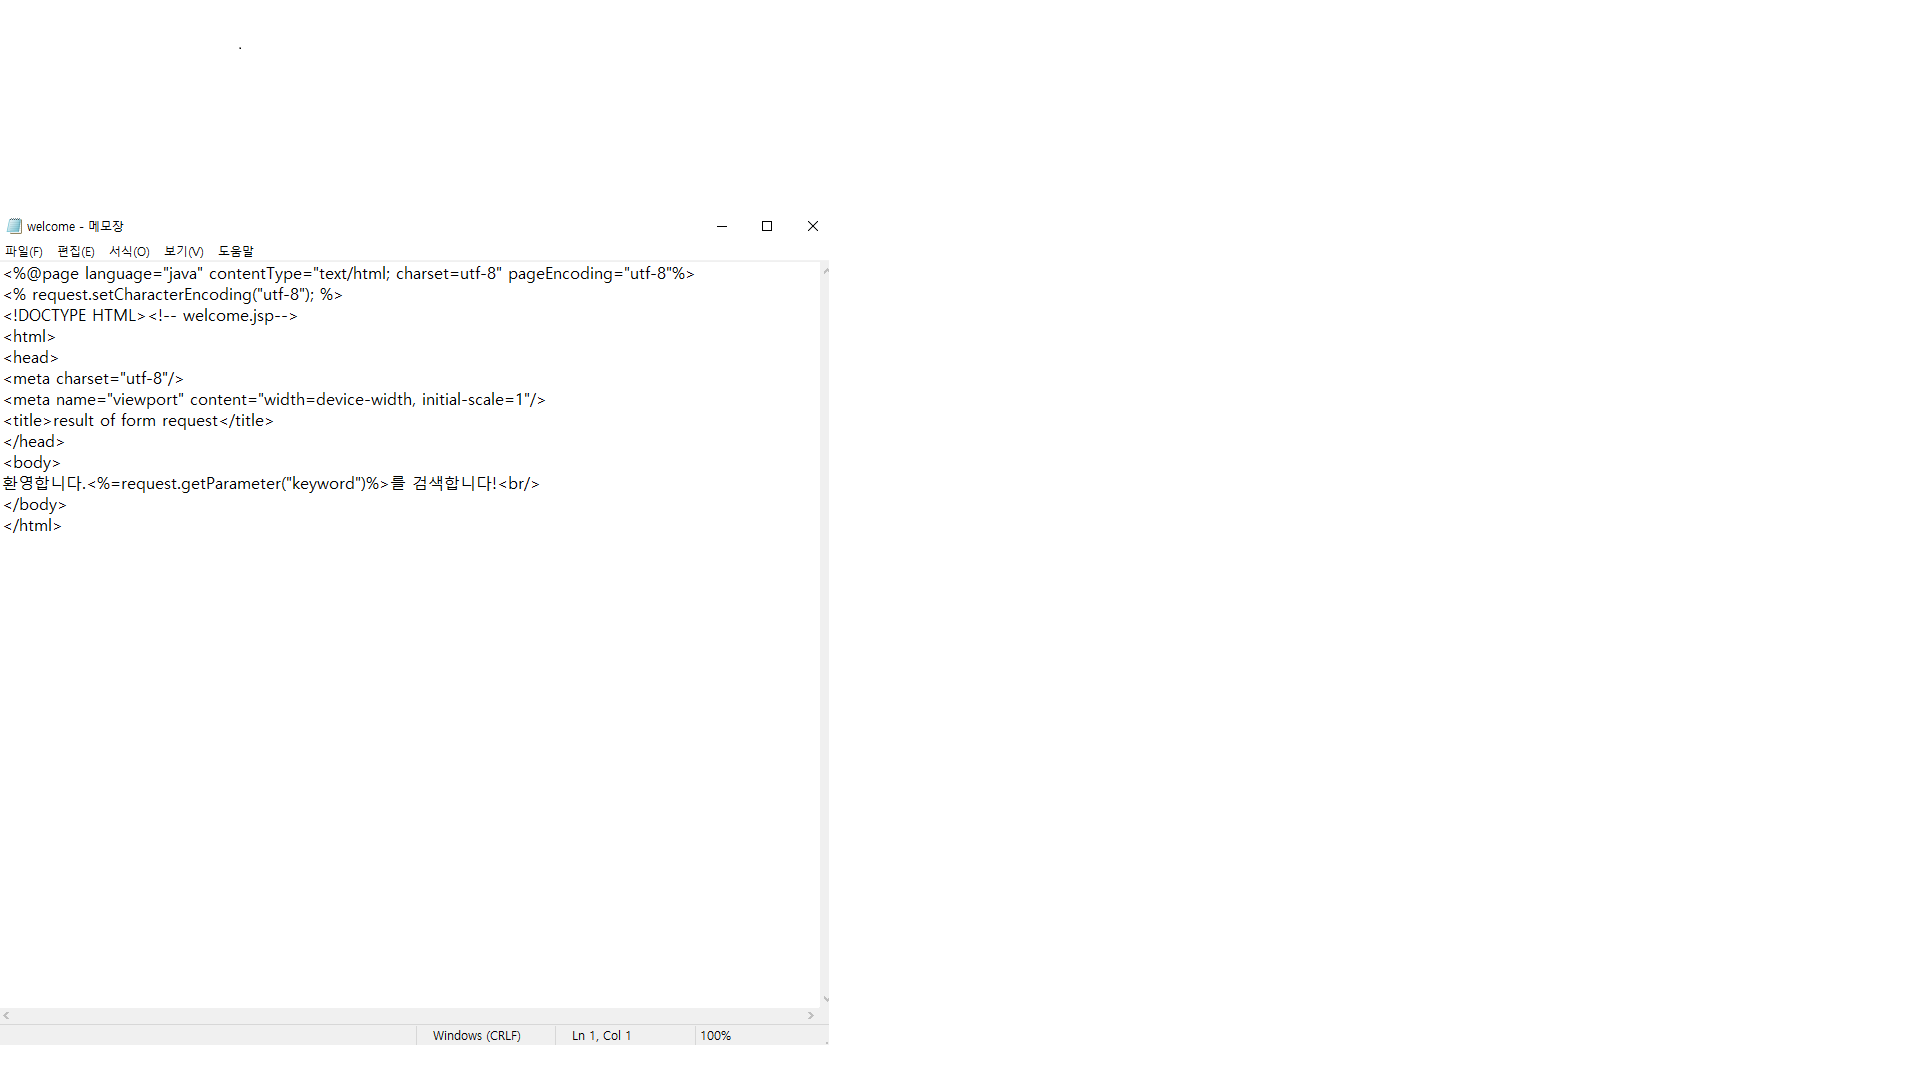 welcome - 메모장
파일(F) 편집(E) 서식(O) 보기(V) 도움말
<%@page language="java" contentType="text/html; charset=utf-8" pageEncoding="utf-8"%>
<% request.setCharacterEncoding("utf-8"); %>
<!DOCTYPE HTML><!-- welcome.jsp-->
<html>
<head>
<meta charset="utf-8"/>
<meta name="viewport" content="width=device-width, initial-scale=1"/>
<title>result of form request</title>
</head>
<body>
환영합니다.<%=request.getParameter("keyword")%>를 검색합니다!<br/>
</body>
</html>
Windows (CRLF) Ln 1, Col 1 100%